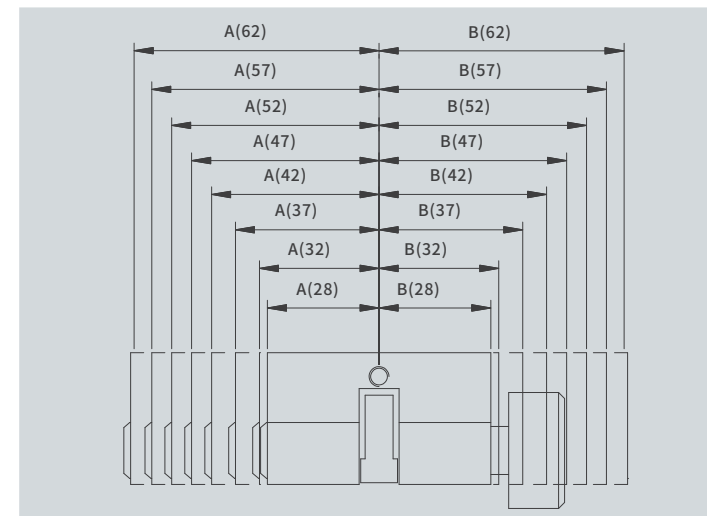 A(62) B(62)
A(57) B(57)
A(52) B(52)
A(47) B(47)
A(42) B(42)
A(37) B(37)
A(32) B(32)
A(28) B(28)